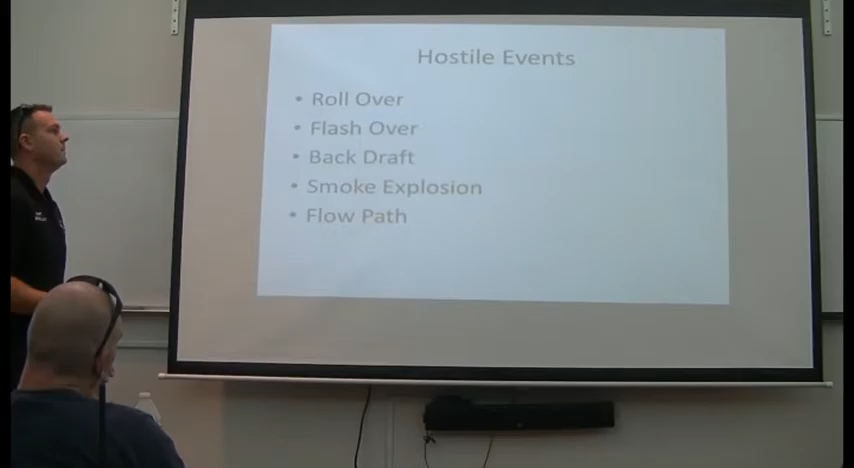 Hostile Events
• Roll Over
• Flash Over
• Back Draft
• Smoke Explosion
• Flow Path